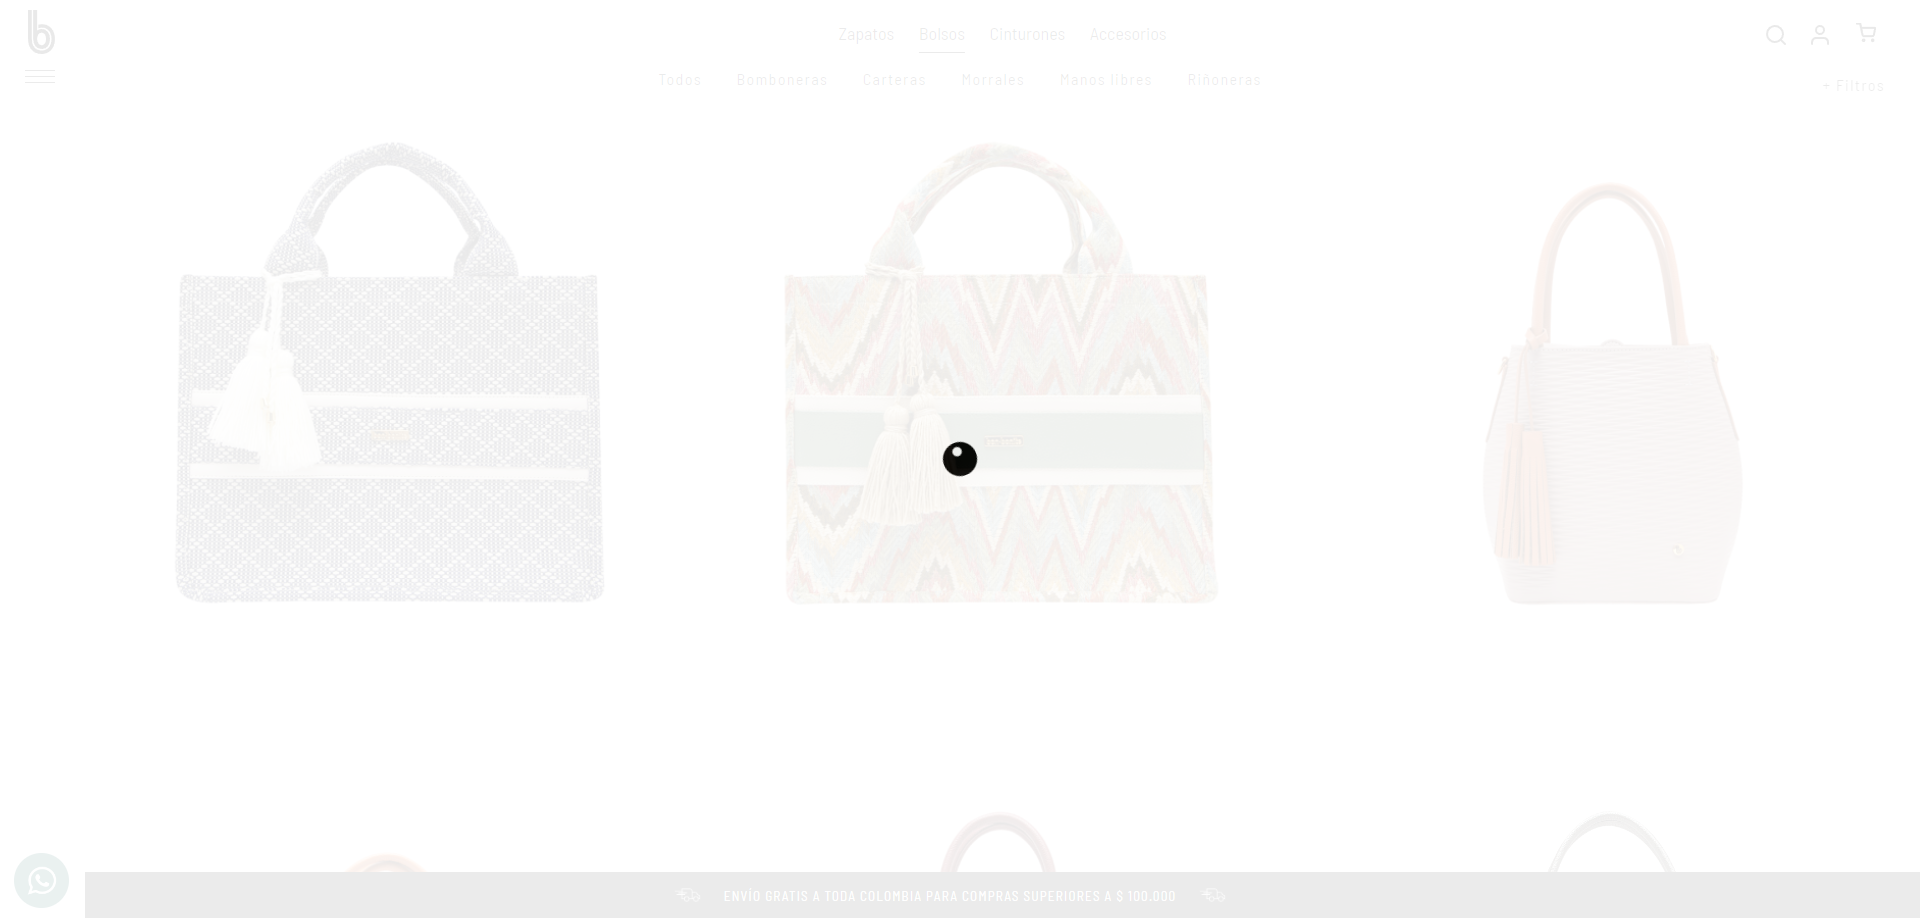 b
Zapatos Bolsos Cinturones Accesorios
Todos Bomboneras Carteras Morrales Manos libres Riñoneras
+ Filtros
ENVÍO GRATIS A TODA COLOMBIA PARA COMPRAS SUPERIORES A $ 100.000